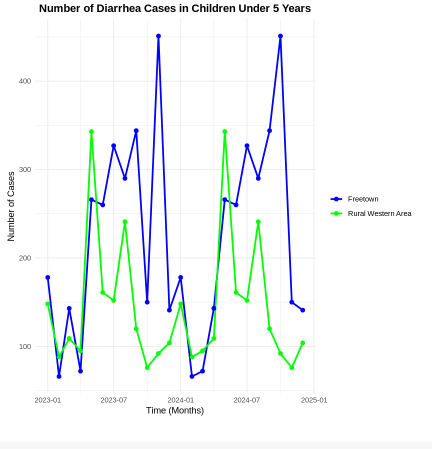 Number of Diarrhea Cases in Children Under 5 Years
Number of Cases
400
300
200
100
2023-01
2023-07
2024-01
2024-07
2025-01
Time (Months)
Freetown
Rural Western Area